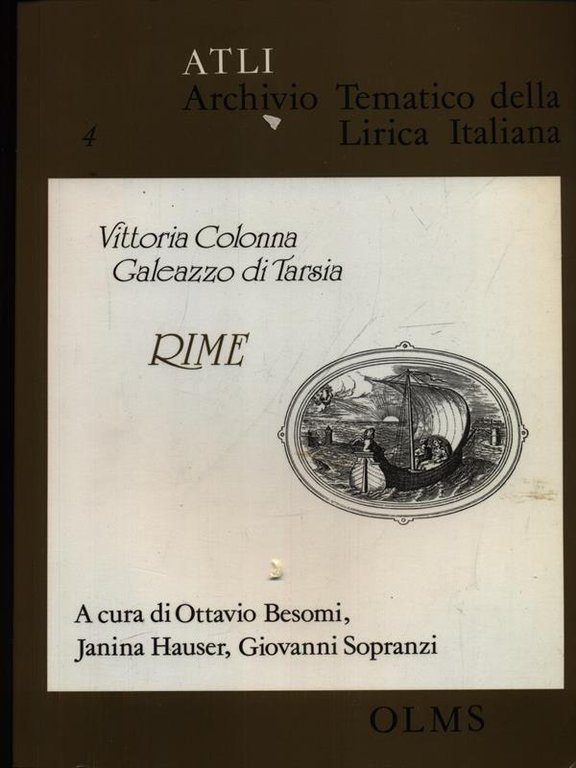 ATLI
Archivio Tematico della
4 Lirica Italiana
Vittoria Colonna
Galeazzo di Tarsia
RIME
A cura di Ottavio Besomi,
Janina Hauser, Giovanni Sopranzi
OLMS